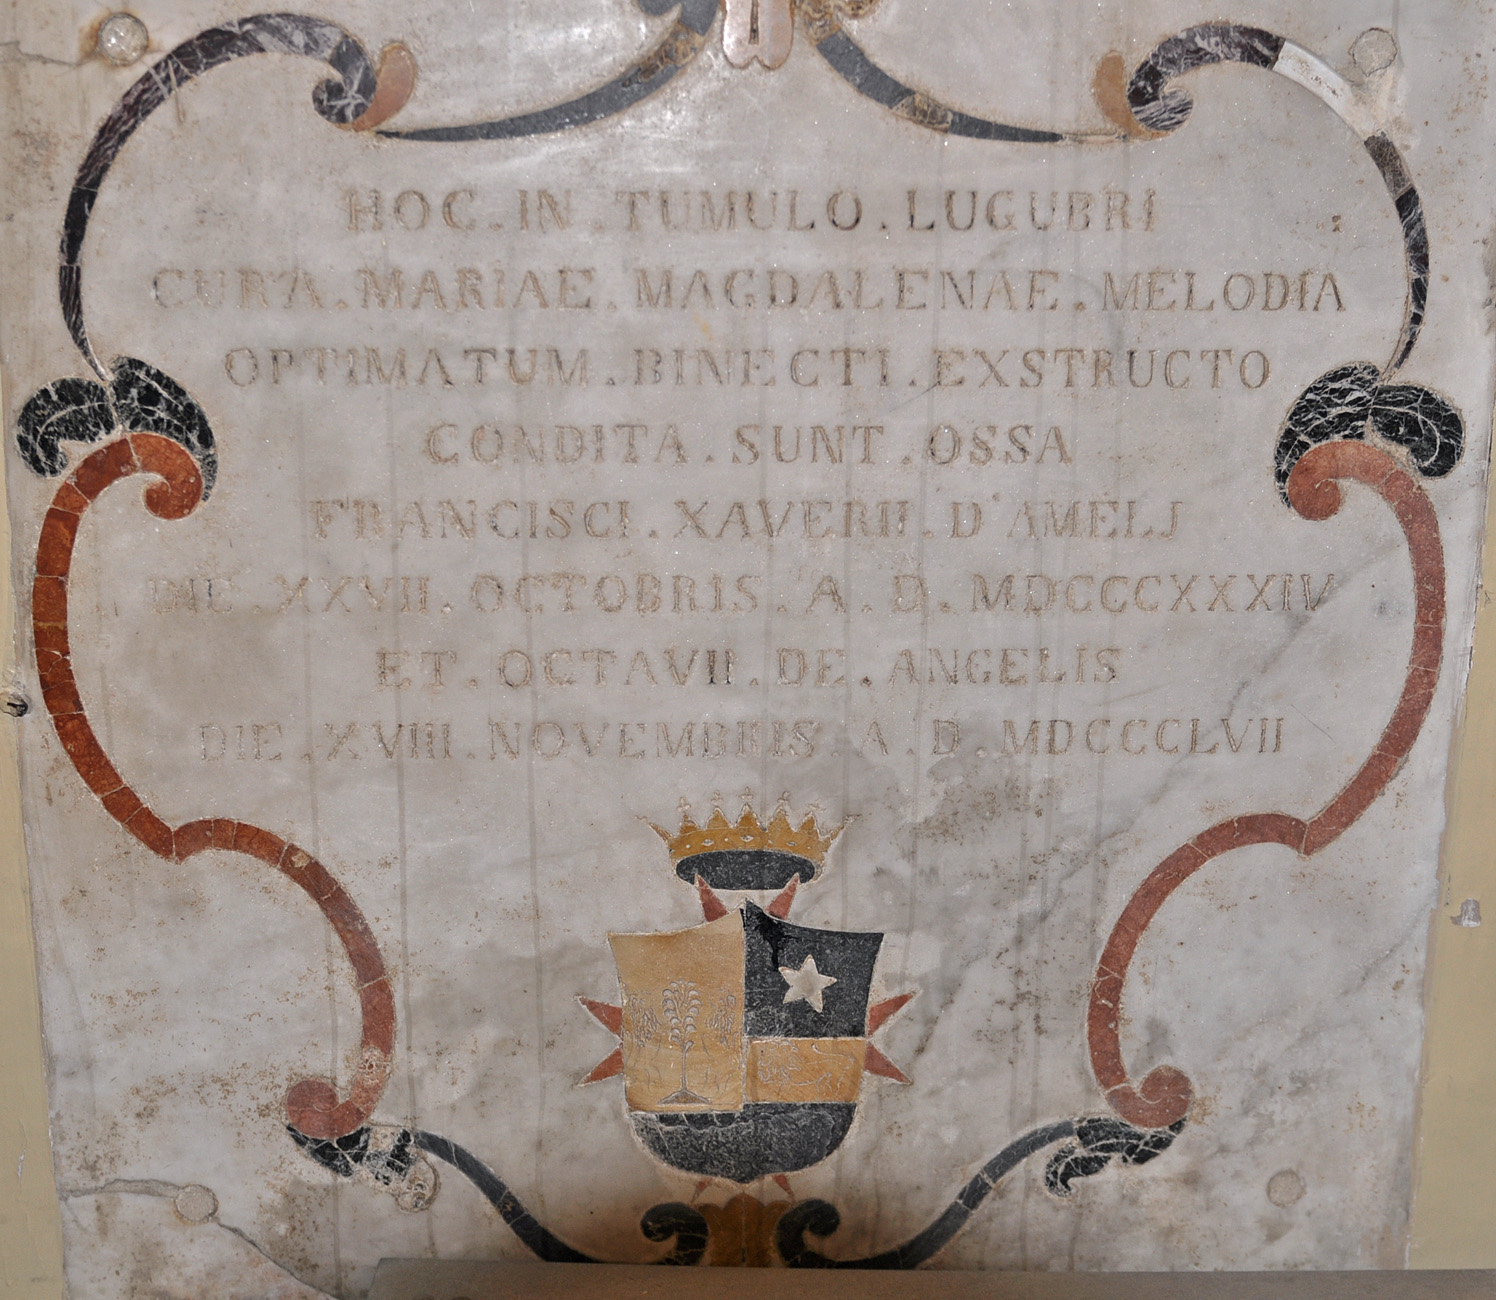 HOC . IN . TUMULO . LUGUBRI
CURA . MARIAE . MAGDALENAE . MELODIA
OPTIMATUM . BINECTI . EXSTRUCTO
CONDITA . SUNT . OSSA
FRANCISCI . XAVERII . D'AMELJ
DIE . XXVII . OCTOBRIS . A . D . MDCCCXXXIV
ET . OCTAVII . DE . ANGELIS
DIE . XVIII . NOVEMBRIS . A . D . MDCCCLVII